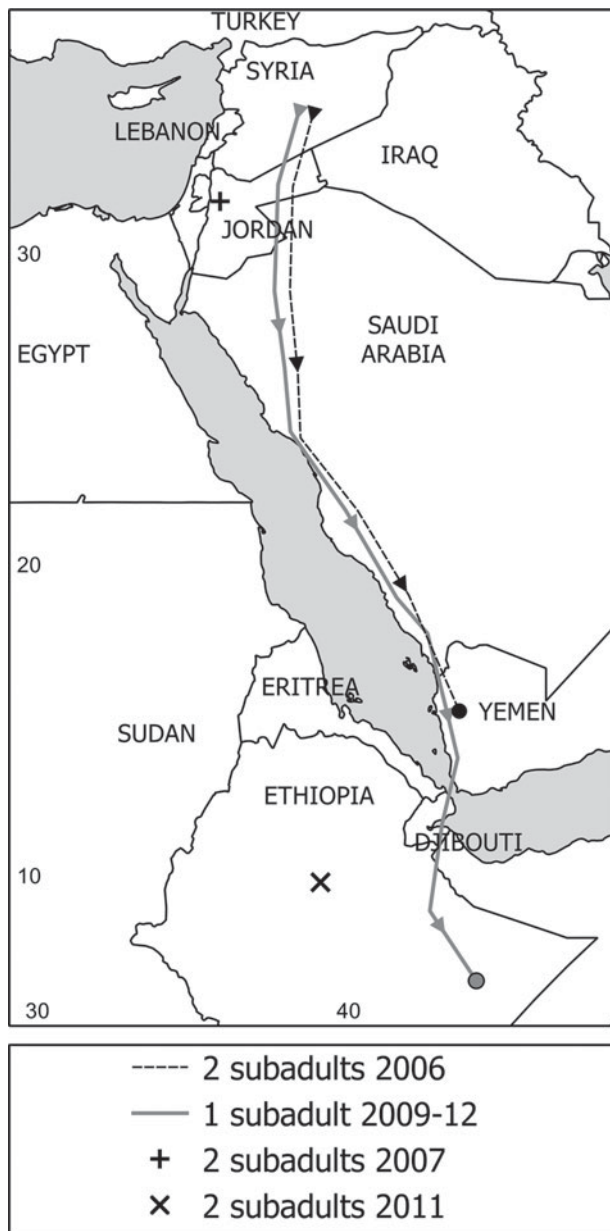 TURKEY
SYRIA
LEBANON
IRAQ
JORDAN
30
SAUDI
ARABIA
EGYPT
20
ERITREA
YEMEN
SUDAN
ETHIOPIA
DJIBOUTI
10
30
40
2 subadults 2006
1 subadult 2009-12
2 subadults 2007
2 subadults 2011